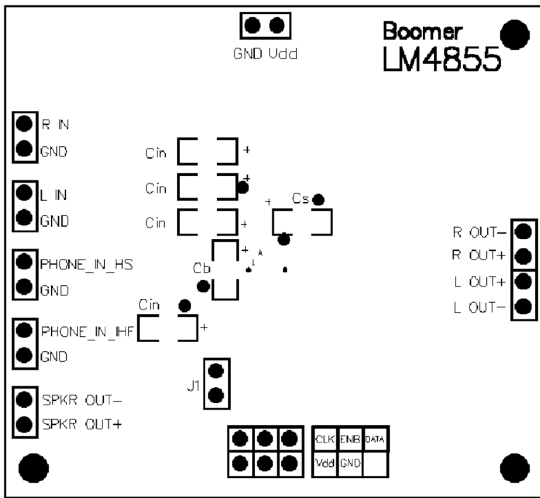 GND Vdd
Boomer
LM4855
R IN
GND
L IN
GND
PHONE_IN_HS
GND
PHONE_IN_IHF
GND
SPKR OUT-
SPKR OUT+
Cin +
Cin +
Cin +
Cs +
Cb +
Cin +
J1
R OUT-
R OUT+
L OUT+
L OUT-
CLK ENB DATA
Vdd GND